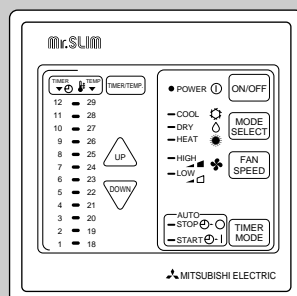 Mr.SLIM
TIMER TEMP.
TIMER/TEMP.
12 29
11 28
10 27
9 26
8 25
7 24
6 23
5 22
4 21
3 20
2 19
1 18
UP
DOWN
POWER
ON/OFF
COOL
DRY
HEAT
MODE
SELECT
HIGH
LOW
FAN
SPEED
AUTO
STOP
START
TIMER
MODE
MITSUBISHI ELECTRIC